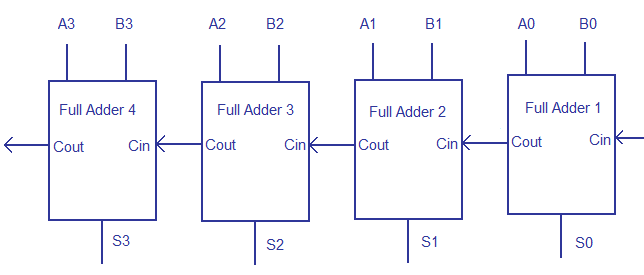 A3 B3 A2 B2 A1 B1 A0 B0
Full Adder 4 Full Adder 3 Full Adder 2 Full Adder 1
Cout Cin Cout Cin Cout Cin Cout Cin
S3 S2 S1 S0